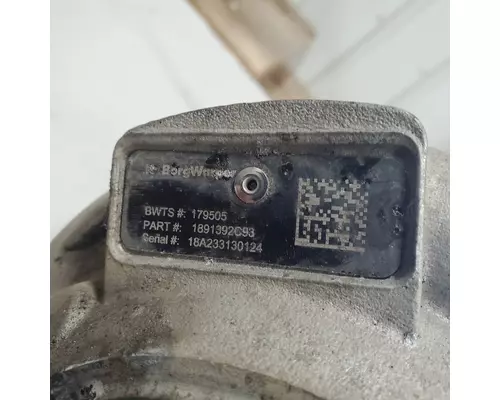 BorgWarner
BWTS #: 179505
PART #: 1891392C93
Serial #: 18A233130124